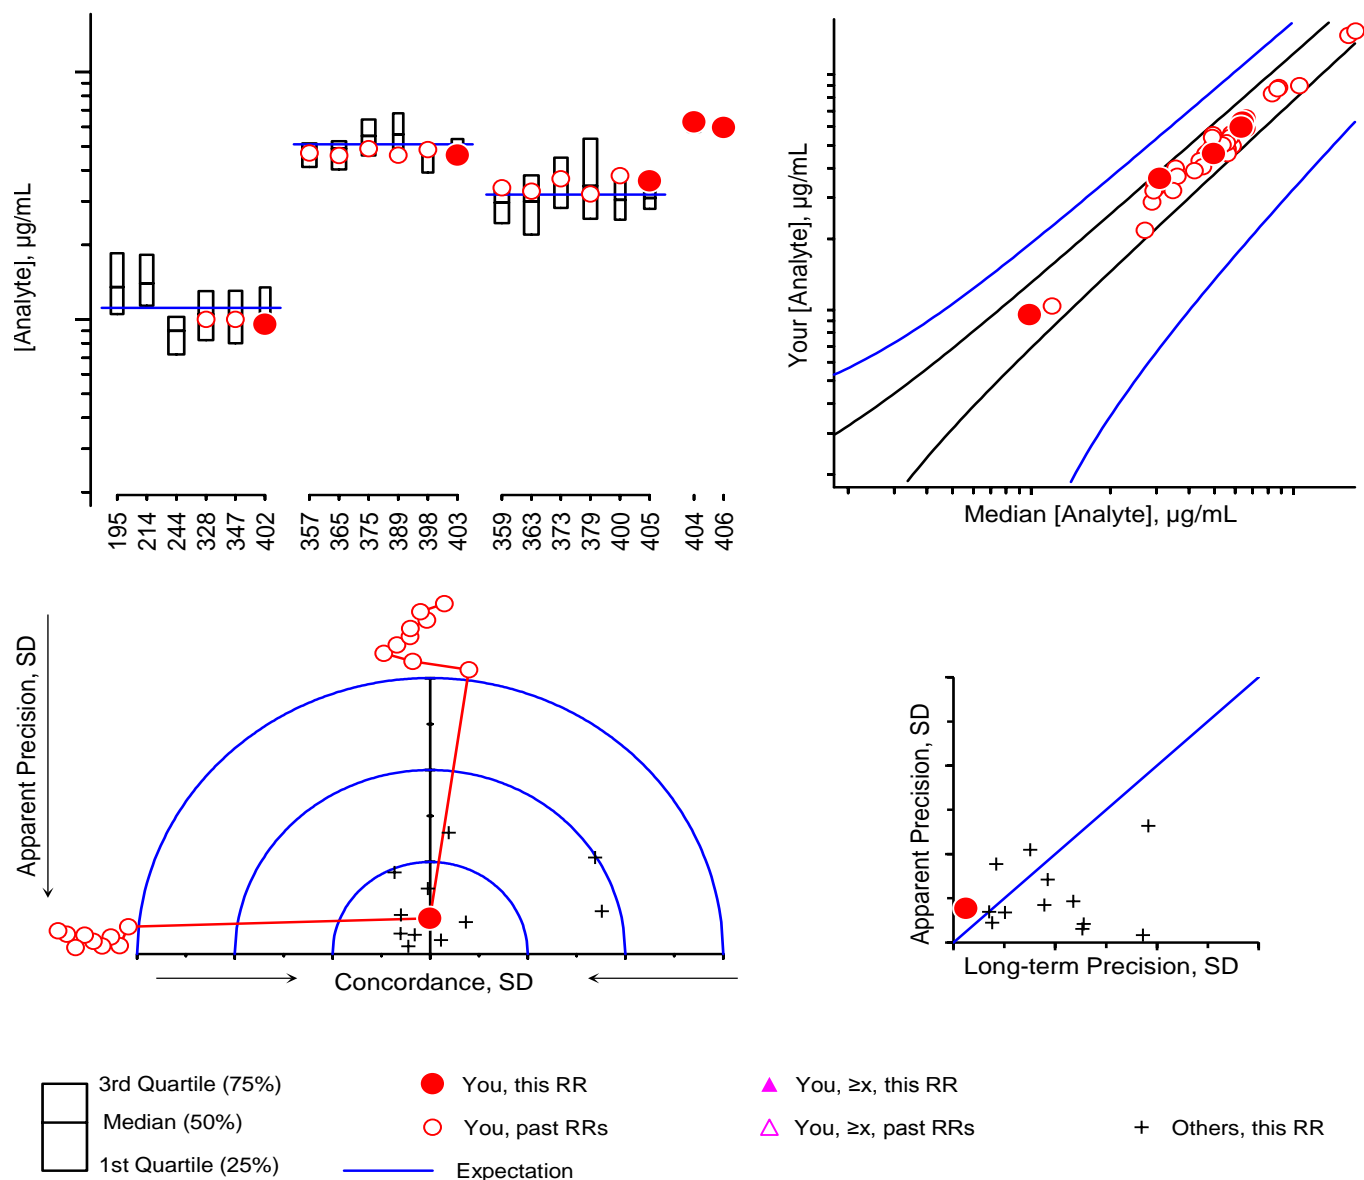 [Analyte], µg/mL
195
214
244
328
347
402
357
365
375
389
398
403
359
363
373
379
400
405
404
406
Your [Analyte], µg/mL
Median [Analyte], µg/mL
Apparent Precision, SD
Concordance, SD
Apparent Precision, SD
Long-term Precision, SD
3rd Quartile (75%)
Median (50%)
1st Quartile (25%)
You, this RR
You, past RRs
Expectation
You, ≥x, this RR
You, ≥x, past RRs
Others, this RR